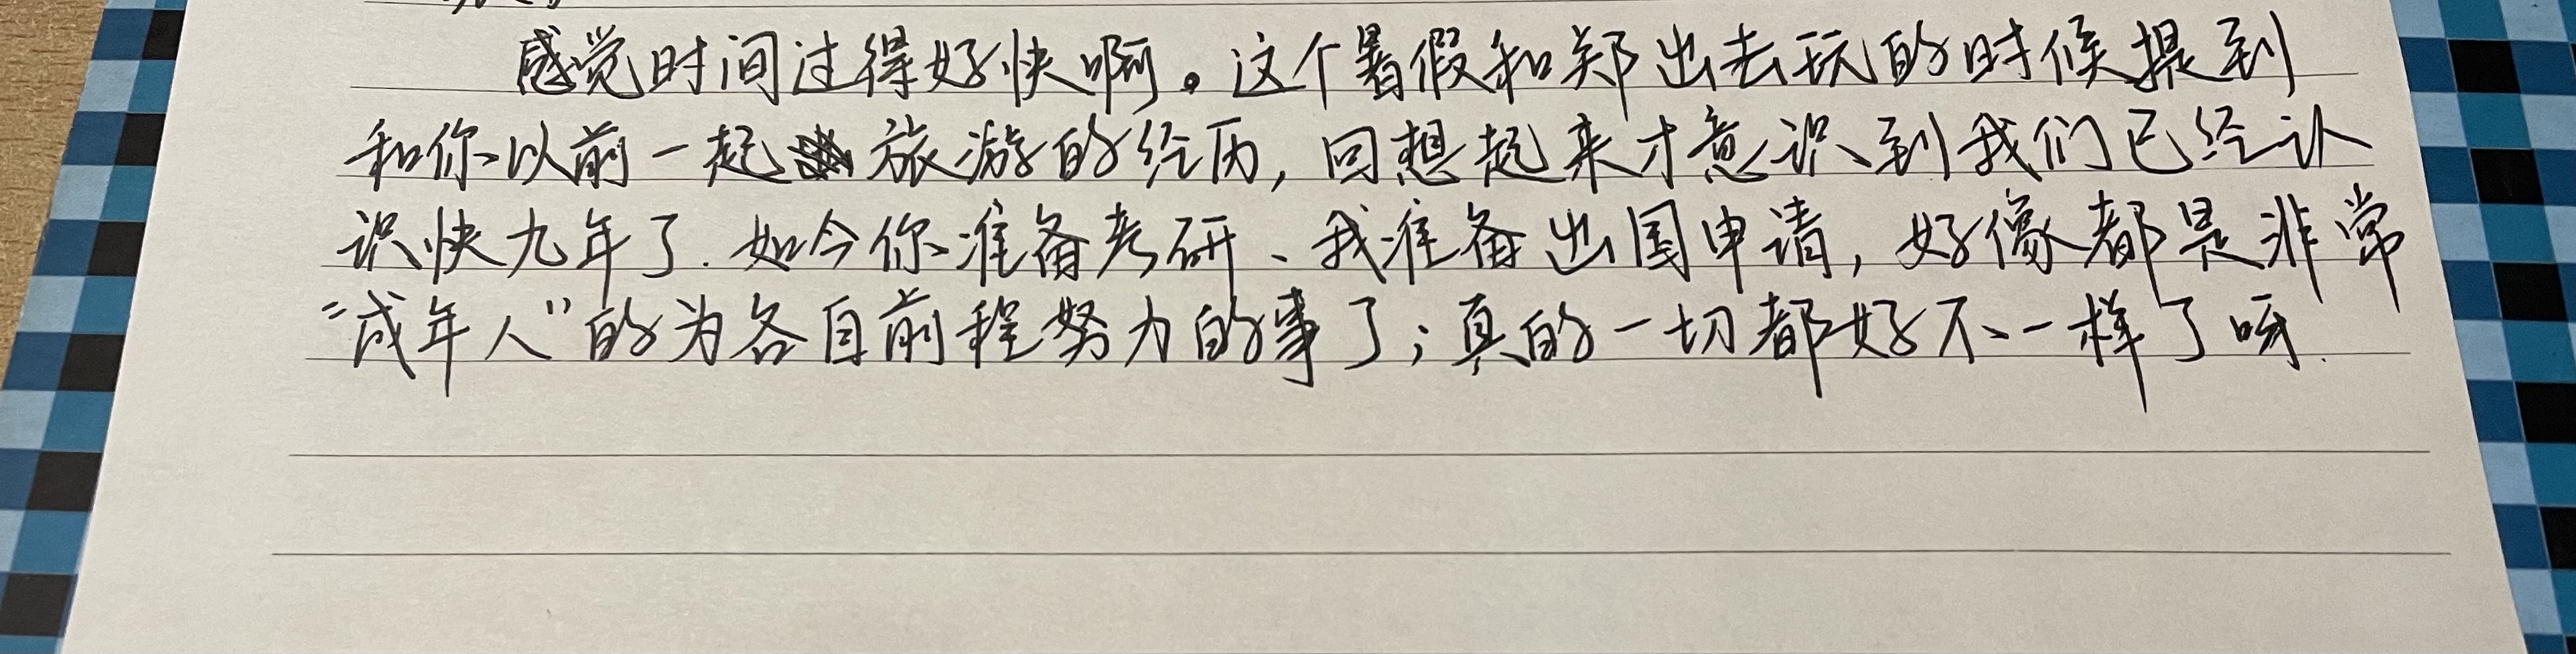 感觉时间过得好快啊。这个暑假和郑出去玩的时候提到
和你以前一起旅游的经历，回想起来才意识到我们已经认
识快九年了．如今你准备考研、我准备出国申请，好像都是非常
“成年人”的为各自前程努力的事了；真的一切都好不一样了呀．